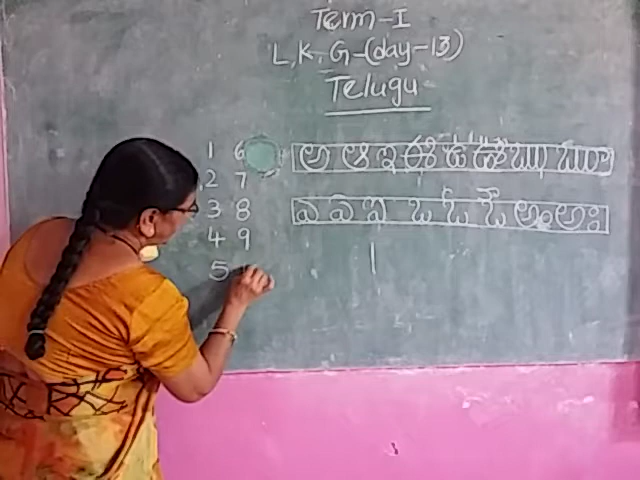 Term-I
L.K.G-(day-13)
Telugu
1 6
2 7
3 8
4 9
5
అ ఆ ఇ ఈ ఉ ఊ ఋ ౠ
ఎ ఏ ఐ ఒ ఓ ఔ అం అః